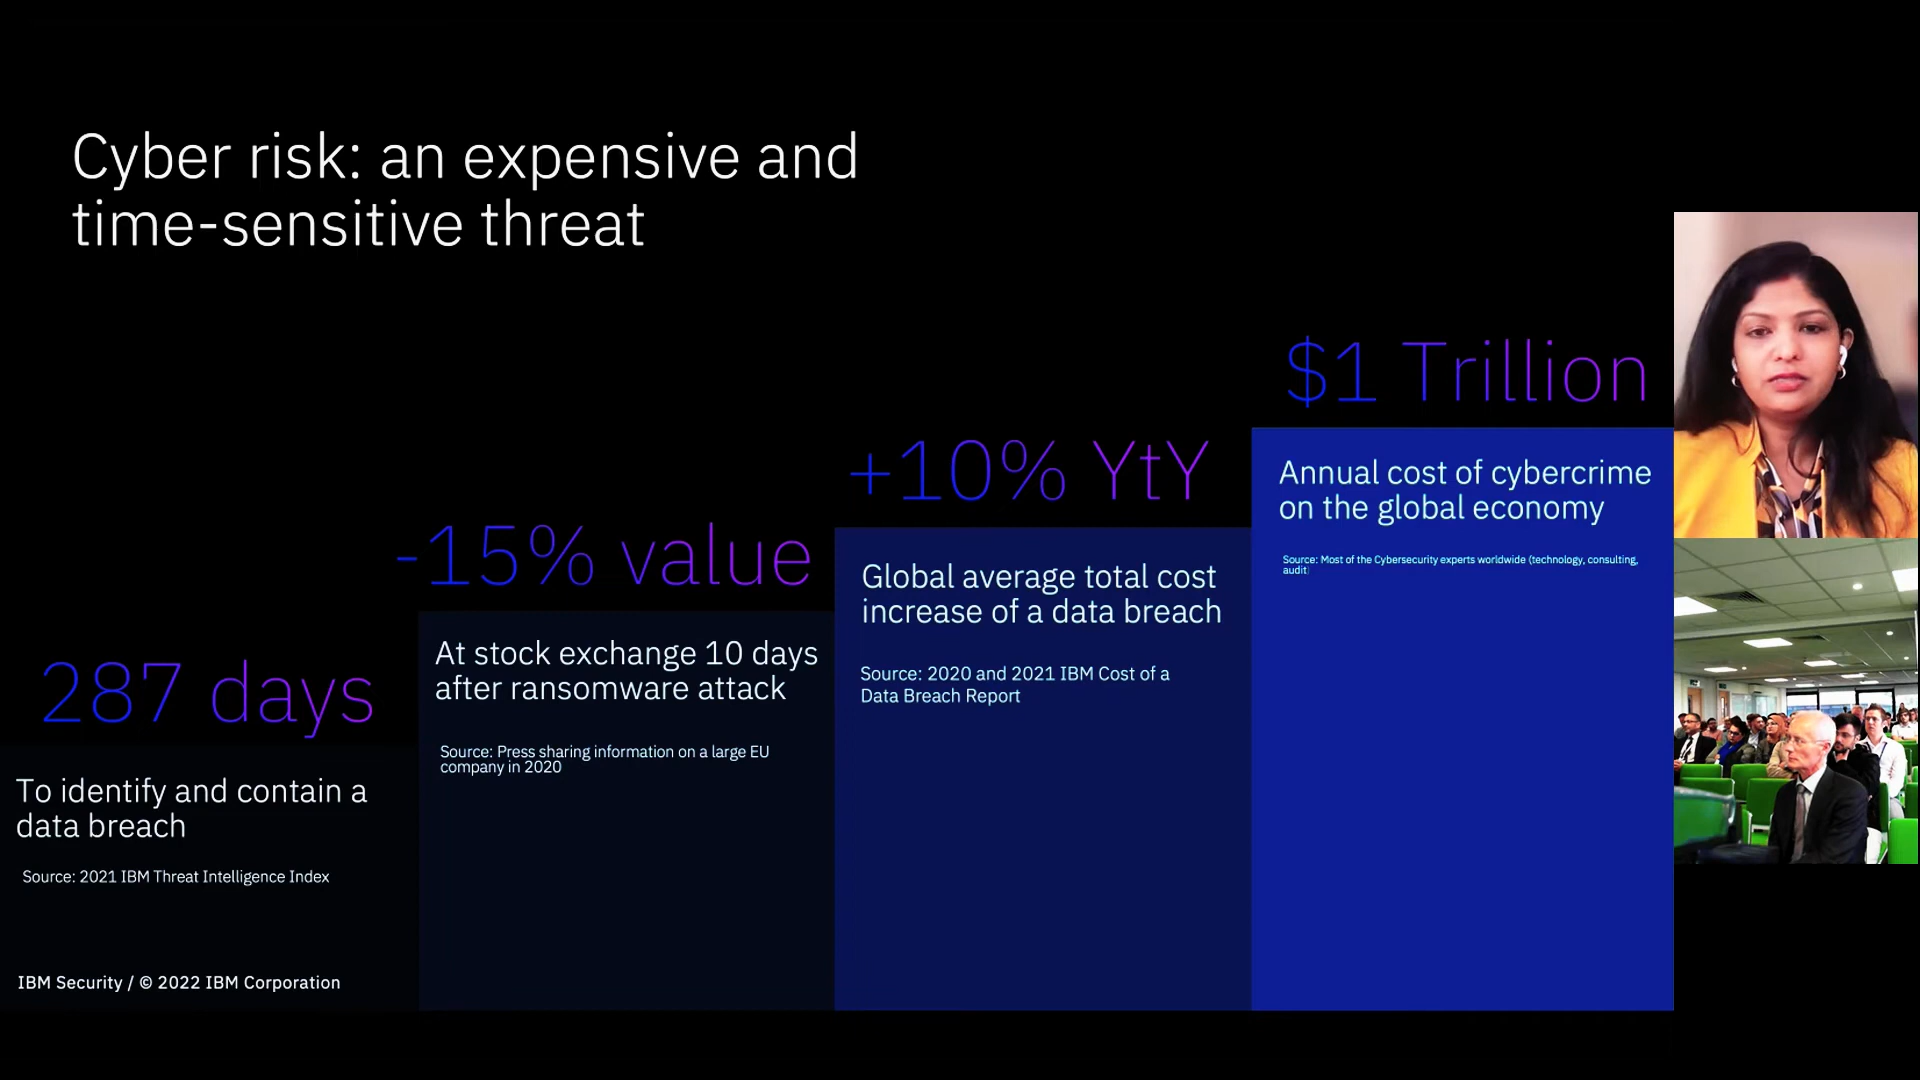 Cyber risk: an expensive and
time-sensitive threat
287 days
To identify and contain a
data breach
Source: 2021 IBM Threat Intelligence Index
-15% value
At stock exchange 10 days
after ransomware attack
Source: Press sharing information on a large EU
company in 2020
+10% YtY
Global average total cost
increase of a data breach
Source: 2020 and 2021 IBM Cost of a
Data Breach Report
$1 Trillion
Annual cost of cybercrime
on the global economy
Source: Most of the Cybersecurity experts worldwide (technology, consulting,
audit
IBM Security / © 2022 IBM Corporation